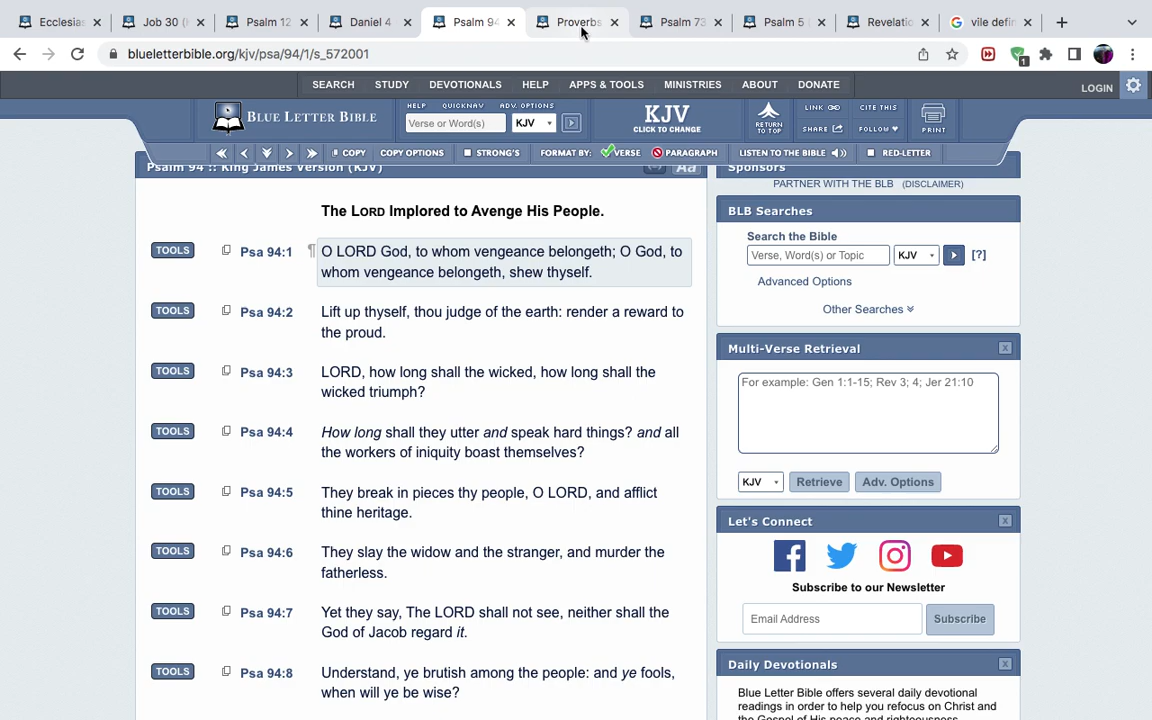 Ecclesias
Job 30 (
Psalm 12
Daniel 4
Psalm 94
Proverbs
Psalm 73
Psalm 5
Revelatio
vile defin
blueletterbible.org/kjv/psa/94/1/s_572001
1
SEARCH STUDY DEVOTIONALS HELP APPS & TOOLS MINISTRIES ABOUT DONATE
LOGIN
BLUE LETTER BIBLE
HELP QUICKNAV ADV. OPTIONS
Verse or Word(s) KJV
KJV
CLICK TO CHANGE
RETURN
TO TOP
LINK
SHARE
CITE THIS
FOLLOW
PRINT
COPY COPY OPTIONS STRONG'S FORMAT BY: VERSE PARAGRAPH LISTEN TO THE BIBLE RED-LETTER
Psalm 94 :: King James Version (KJV)
Aa
The LORD Implored to Avenge His People.
TOOLS Psa 94:1 ¶ O LORD God, to whom vengeance belongeth; O God, to
whom vengeance belongeth, shew thyself.
TOOLS Psa 94:2 Lift up thyself, thou judge of the earth: render a reward to
the proud.
TOOLS Psa 94:3 LORD, how long shall the wicked, how long shall the
wicked triumph?
TOOLS Psa 94:4 How long shall they utter and speak hard things? and all
the workers of iniquity boast themselves?
TOOLS Psa 94:5 They break in pieces thy people, O LORD, and afflict
thine heritage.
TOOLS Psa 94:6 They slay the widow and the stranger, and murder the
fatherless.
TOOLS Psa 94:7 Yet they say, The LORD shall not see, neither shall the
God of Jacob regard it.
TOOLS Psa 94:8 Understand, ye brutish among the people: and ye fools,
when will ye be wise?
Sponsors
PARTNER WITH THE BLB (DISCLAIMER)
BLB Searches
Search the Bible
Verse, Word(s) or Topic KJV [?]
Advanced Options
Other Searches
Multi-Verse Retrieval
For example: Gen 1:1-15; Rev 3; 4; Jer 21:10
KJV Retrieve Adv. Options
Let's Connect
Subscribe to our Newsletter
Email Address Subscribe
Daily Devotionals
Blue Letter Bible offers several daily devotional
readings in order to help you refocus on Christ and
the Gospel of His peace and righteousness.